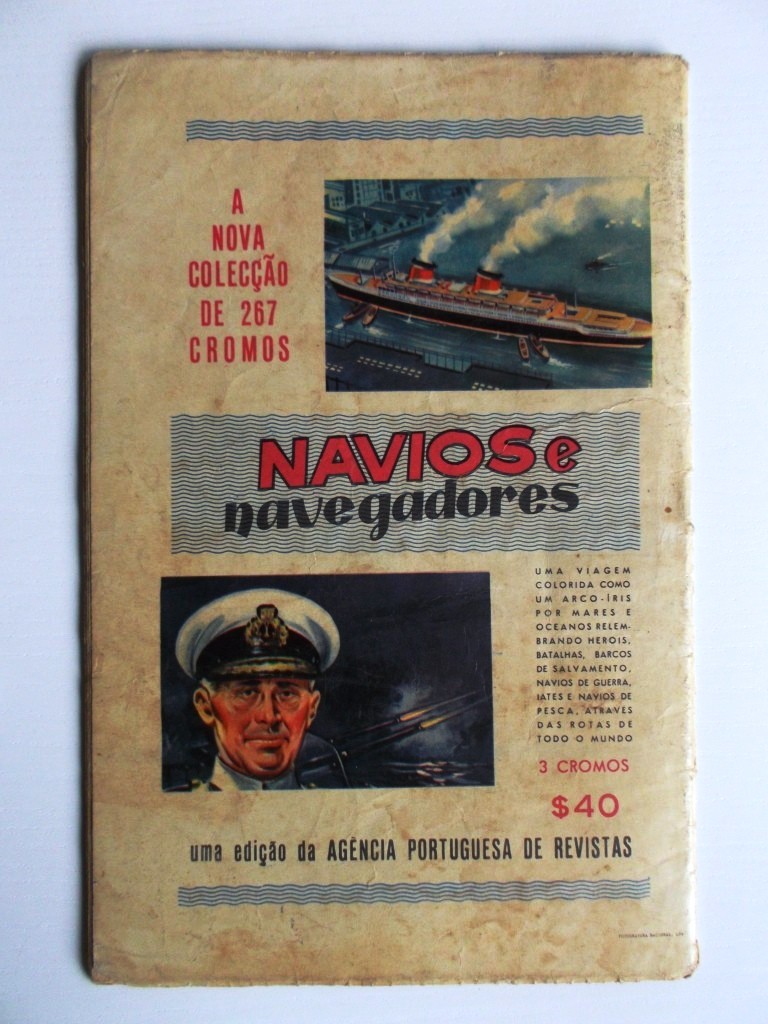 A
NOVA
COLECÇÃO
DE 267
CROMOS
NAVIOS e
navegadores
UMA VIAGEM
COLORIDA COMO
UM ARCO-ÍRIS
POR MARES E
OCEANOS RELEM-
BRANDO HEROIS,
BATALHAS, BARCOS
DE SALVAMENTO,
NAVIOS DE GUERRA,
IATES E NAVIOS DE
PESCA, ATRAVÉS
DAS ROTAS DE
TODO O MUNDO
3 CROMOS
$40
uma edição da AGÊNCIA PORTUGUESA DE REVISTAS
NACIONAL,